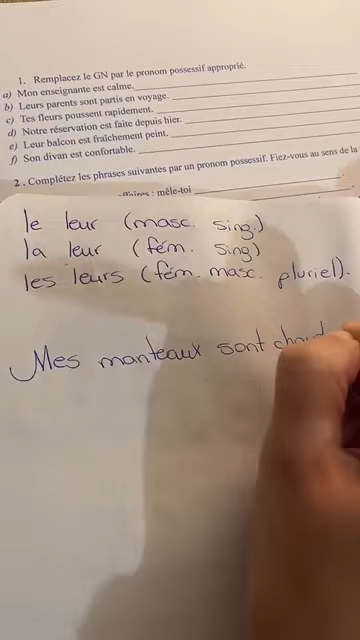 1. Remplacez le GN par le pronom possessif approprié.
a) Mon enseignante est calme.
b) Leurs parents sont partis en voyage.
c) Tes fleurs poussent rapidement.
d) Notre réservation est faite depuis hier.
e) Leur balcon est fraîchement peint.
f) Son divan est confortable.
2. Complétez les phrases suivantes par un pronom possessif. Fiez-vous au sens de la
: mêle-toi
le leur (masc. sing.)
la leur (fém. sing)
les leurs (fém. masc. pluriel).
Mes manteaux sont